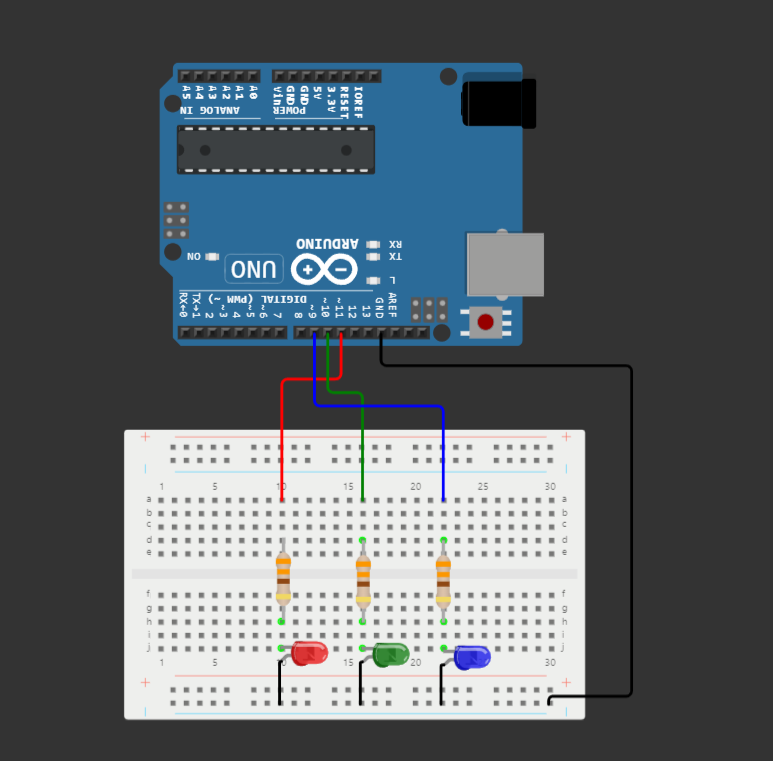 A5 A4 A3 A2 A1 A0 Vin GND GND 5V 3.3V RESET IOREF
ANALOG IN POWER
ON ARDUINO RX
UNO TX
L
DIGITAL (PWM ~)
RX←0 TX→1 2 ~3 4 ~5 ~6 7 8 ~9 ~10 ~11 12 13 GND AREF
+ +
1 5 10 15 20 25 30
a a
b b
c c
d d
e e
f f
g g
h h
i i
j j
1 5 10 15 20 25 30
+ +